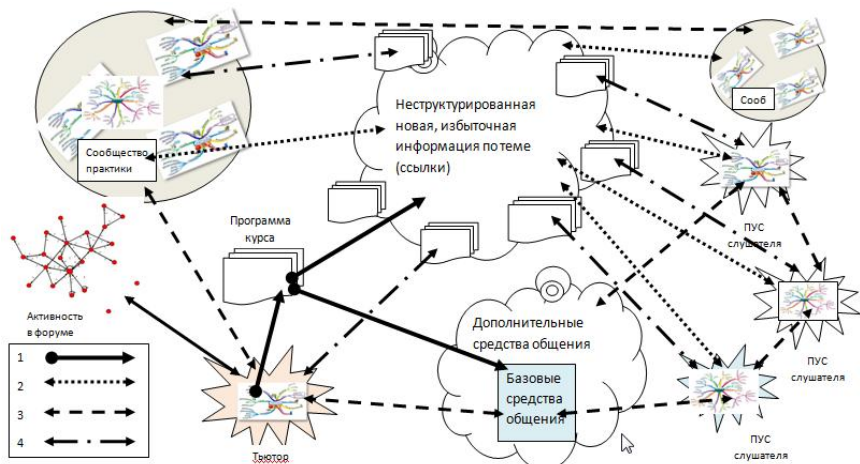 Сооб
Неструктурированная
новая, избыточная
информация по теме
(ссылки)
Сообщество
практики
Программа
курса
ПУС
слушателя
Активность
в форуме
Дополнительные
средства общения
ПУС
слушателя
1
2
3
4
Базовые
средства
общения
ПУС
слушателя
Тьютор